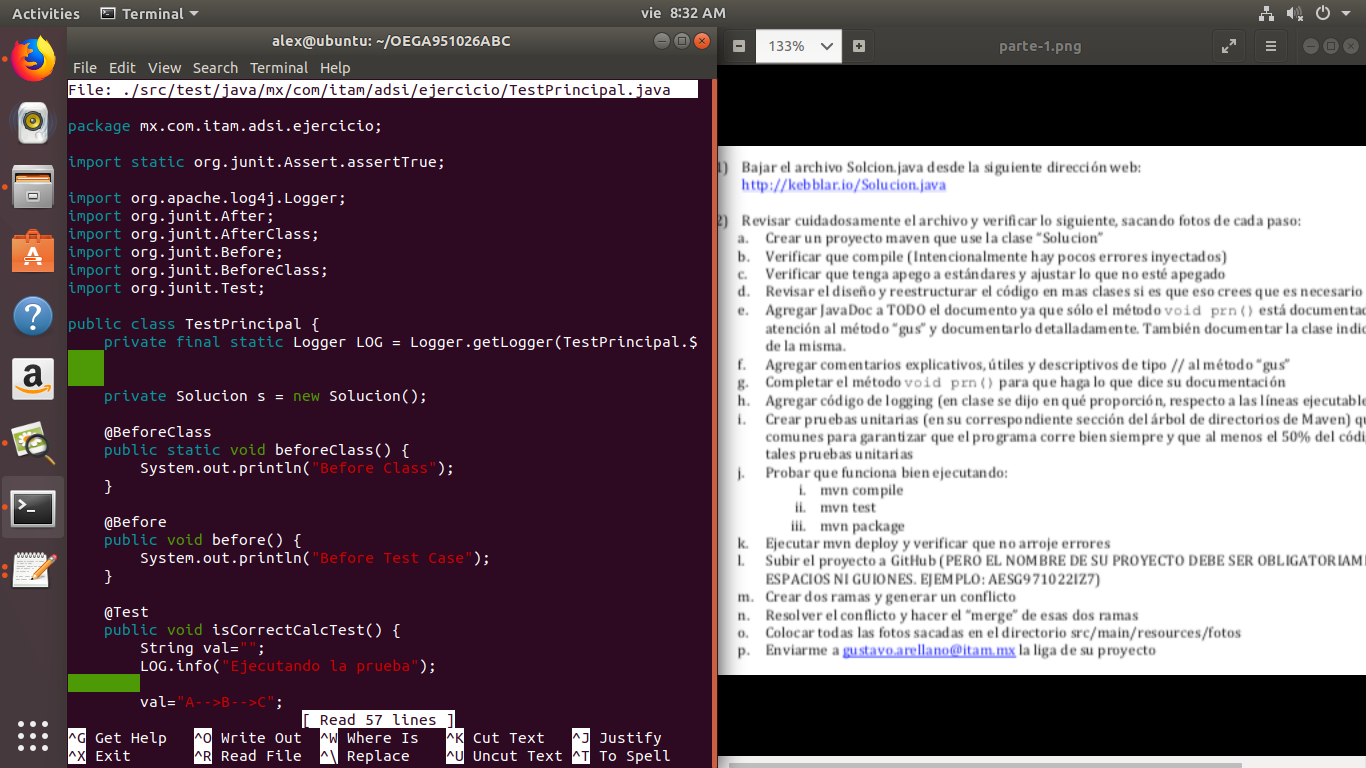 Activities Terminal vie 8:32 AM
alex@ubuntu: ~/OEGA951026ABC
File Edit View Search Terminal Help
File: ./src/test/java/mx/com/itam/adsi/ejercicio/TestPrincipal.java
package mx.com.itam.adsi.ejercicio;
import static org.junit.Assert.assertTrue;
import org.apache.log4j.Logger;
import org.junit.After;
import org.junit.AfterClass;
import org.junit.Before;
import org.junit.BeforeClass;
import org.junit.Test;
public class TestPrincipal {
private final static Logger LOG = Logger.getLogger(TestPrincipal.$
private Solucion s = new Solucion();
@BeforeClass
public static void beforeClass() {
System.out.println("Before Class");
}
@Before
public void before() {
System.out.println("Before Test Case");
}
@Test
public void isCorrectCalcTest() {
String val="";
LOG.info("Ejecutando la prueba");
val="A-->B-->C";
[ Read 57 lines ]
^G Get Help ^O Write Out ^W Where Is ^K Cut Text ^J Justify
^X Exit ^R Read File ^\ Replace ^U Uncut Text ^T To Spell
133% parte-1.png
1) Bajar el archivo Solcion.java desde la siguiente dirección web:
http://kebblar.io/Solucion.java
2) Revisar cuidadosamente el archivo y verificar lo siguiente, sacando fotos de cada paso:
a. Crear un proyecto maven que use la clase "Solucion"
b. Verificar que compile (Intencionalmente hay pocos errores inyectados)
c. Verificar que tenga apego a estándares y ajustar lo que no esté apegado
d. Revisar el diseño y reestructurar el código en mas clases si es que eso crees que es necesario
e. Agregar JavaDoc a TODO el documento ya que sólo el método void prn() está documentad
atención al método "gus" y documentarlo detalladamente. También documentar la clase indic
de la misma.
f. Agregar comentarios explicativos, útiles y descriptivos de tipo // al método "gus"
g. Completar el método void prn() para que haga lo que dice su documentación
h. Agregar código de logging (en clase se dijo en qué proporción, respecto a las líneas ejecutable
i. Crear pruebas unitarias (en su correspondiente sección del árbol de directorios de Maven) qu
comunes para garantizar que el programa corre bien siempre y que al menos el 50% del códi
tales pruebas unitarias
j. Probar que funciona bien ejecutando:
i. mvn compile
ii. mvn test
iii. mvn package
k. Ejecutar mvn deploy y verificar que no arroje errores
l. Subir el proyecto a GitHub (PERO EL NOMBRE DE SU PROYECTO DEBE SER OBLIGATORIAM
ESPACIOS NI GUIONES. EJEMPLO: AESG971022IZ7)
m. Crear dos ramas y generar un conflicto
n. Resolver el conflicto y hacer el "merge" de esas dos ramas
o. Colocar todas las fotos sacadas en el directorio src/main/resources/fotos
p. Enviarme a gustavo.arellano@itam.mx la liga de su proyecto